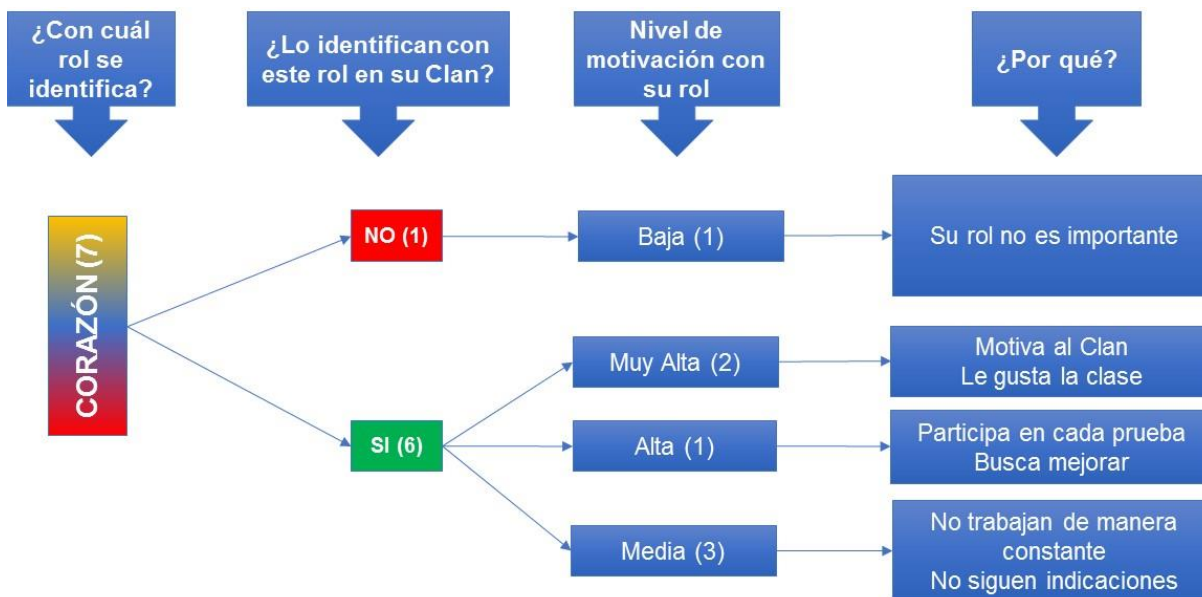 ¿Con cuál
rol se
identifica?
¿Lo identifican con
este rol en su Clan?
Nivel de
motivación con
su rol
¿Por qué?
CORAZÓN (7)
NO (1)
Baja (1)
Su rol no es importante
SI (6)
Muy Alta (2)
Motiva al Clan
Le gusta la clase
Alta (1)
Participa en cada prueba
Busca mejorar
Media (3)
No trabajan de manera
constante
No siguen indicaciones